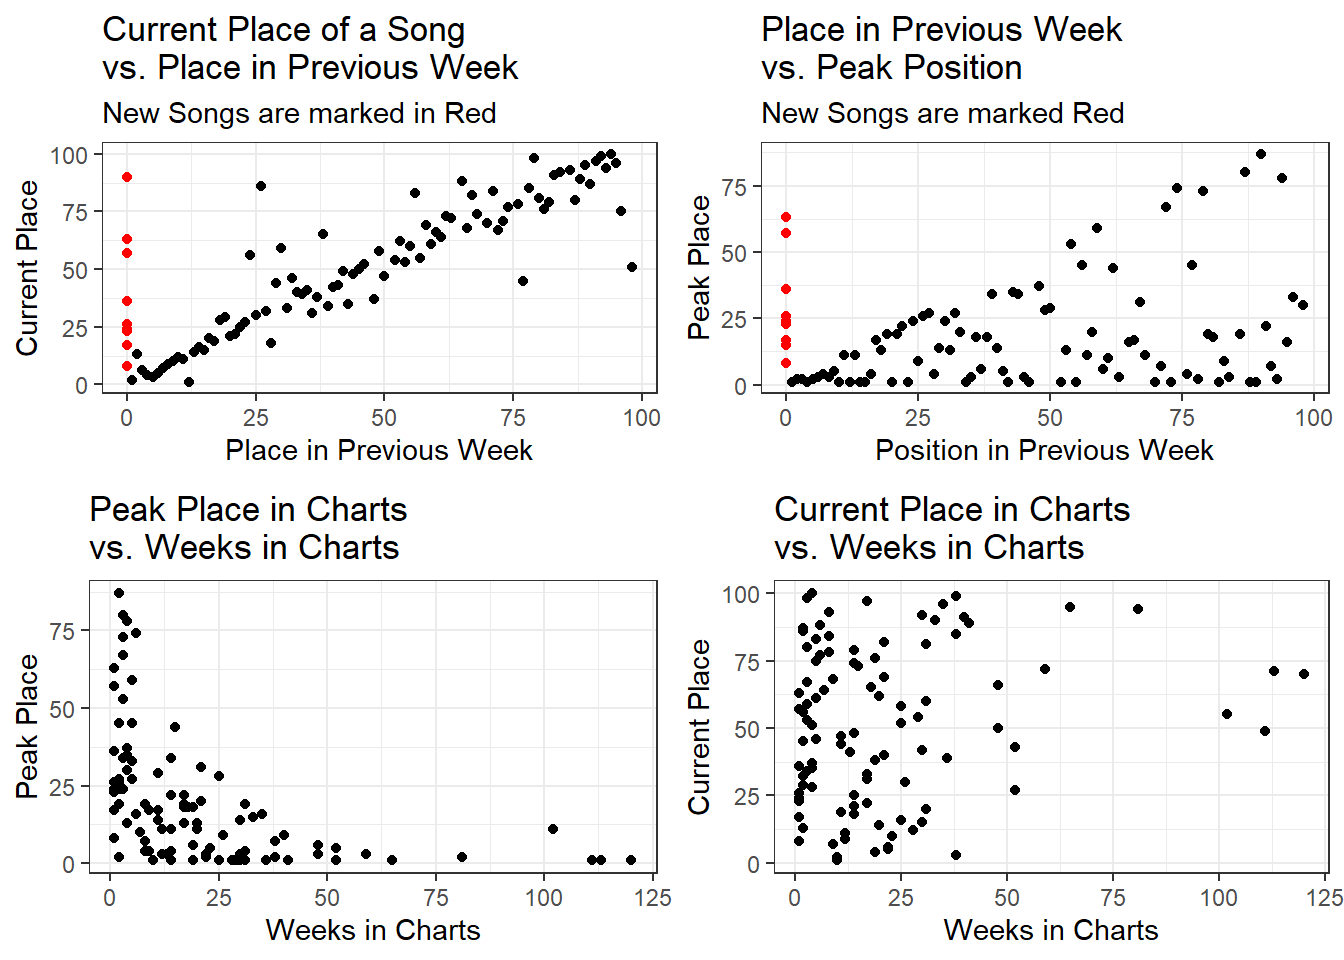 Current Place of a Song
vs. Place in Previous Week
New Songs are marked in Red
100
75
50
25
0
Current Place
0 25 50 75 100
Place in Previous Week
Place in Previous Week
vs. Peak Position
New Songs are marked Red
75
50
25
0
Peak Place
0 25 50 75 100
Position in Previous Week
Peak Place in Charts
vs. Weeks in Charts
75
50
25
0
Peak Place
0 25 50 75 100 125
Weeks in Charts
Current Place in Charts
vs. Weeks in Charts
100
75
50
25
0
Current Place
0 25 50 75 100 125
Weeks in Charts